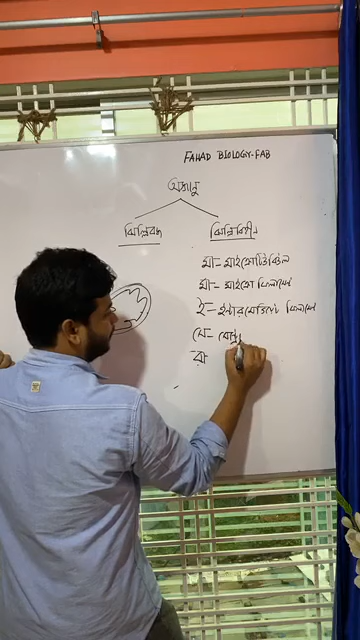 FAHAD BIOLOGY-FAB
অঙ্গাণু
ঝিল্লিবদ্ধ
ঝিল্লিবিহীন
মা- মাইক্রোটিউবিউল
মা- মাইক্রো ফিলামেন্ট
ই- ইন্টারমেডিয়েট ফিলামেন্ট
সে- সেন্ট্রি
রা